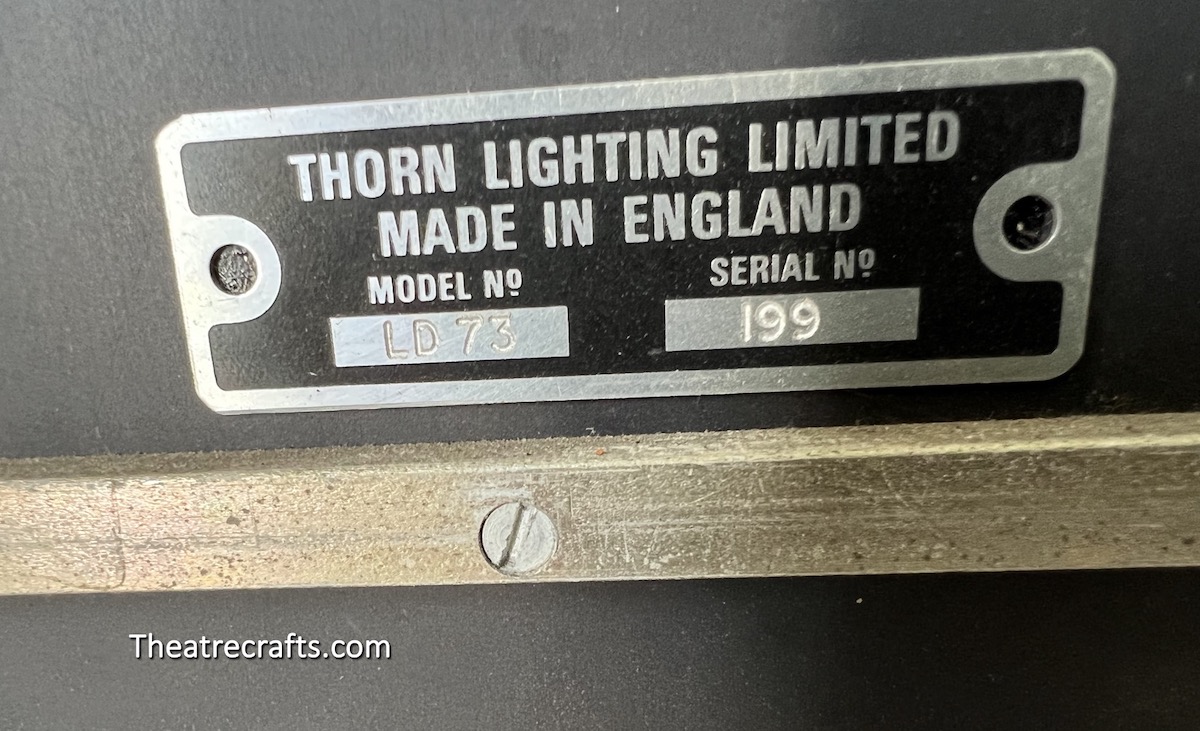 THORN LIGHTING LIMITED
MADE IN ENGLAND
MODEL Nº SERIAL Nº
LD 73 199
Theatrecrafts.com